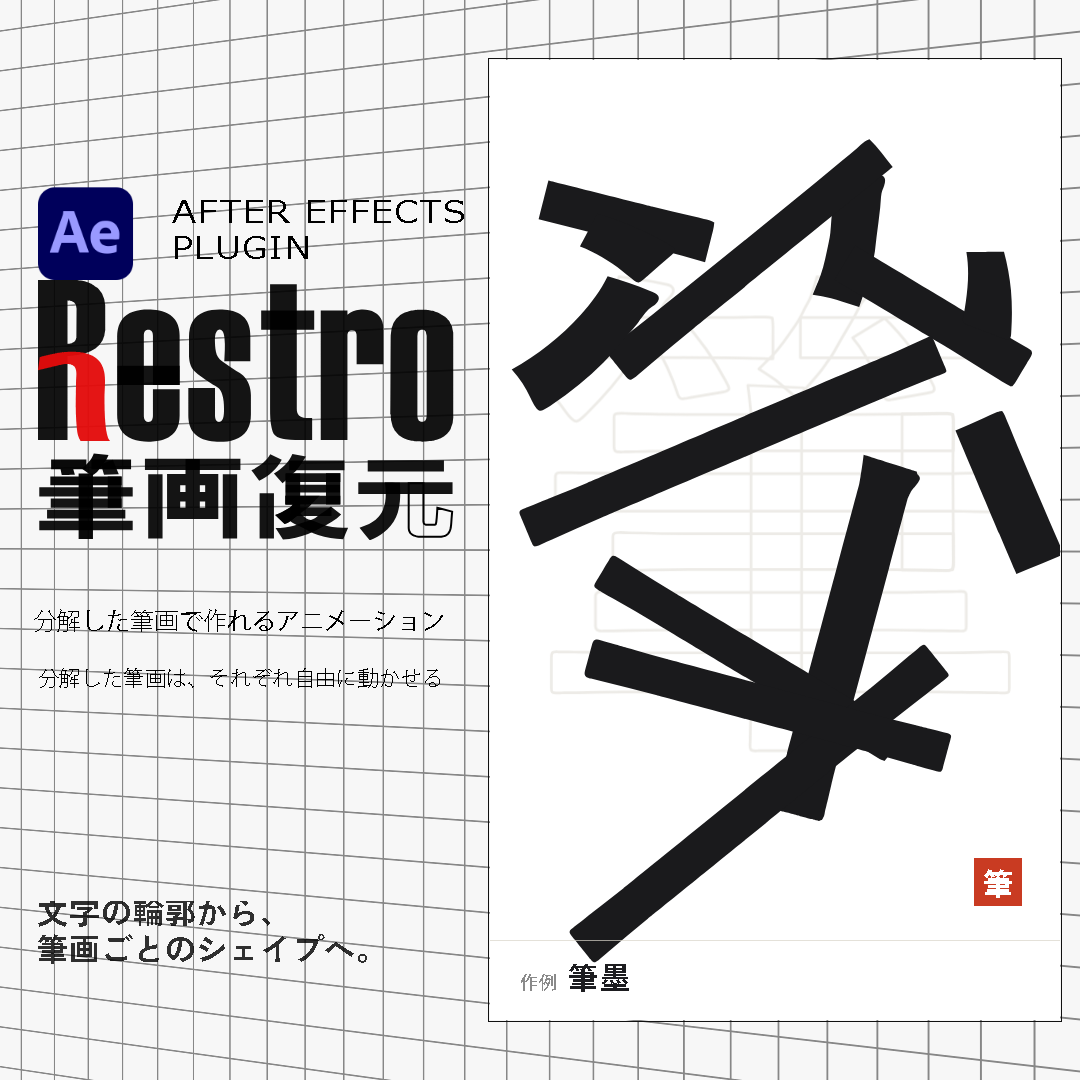 Ae
AFTER EFFECTS
PLUGIN
Restro
筆画復元
分解した筆画で作れるアニメーション
分解した筆画は、それぞれ自由に動かせる
文字の輪郭から、
筆画ごとのシェイプへ。
筆
筆
作例 筆墨